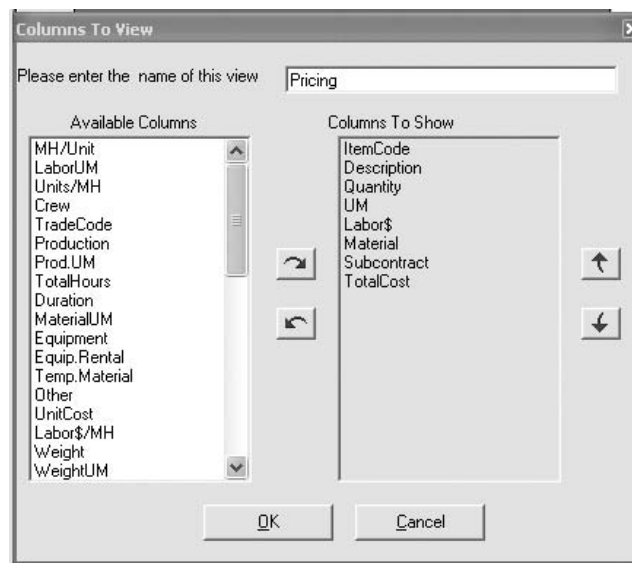 Columns To View
Please enter the name of this view
Pricing
Available Columns
MH/Unit
LaborUM
Units/MH
Crew
TradeCode
Production
Prod.UM
TotalHours
Duration
MaterialUM
Equipment
Equip.Rental
Temp.Material
Other
UnitCost
Labor$/MH
Weight
WeightUM
Columns To Show
ItemCode
Description
Quantity
UM
Labor$
Material
Subcontract
TotalCost
OK
Cancel